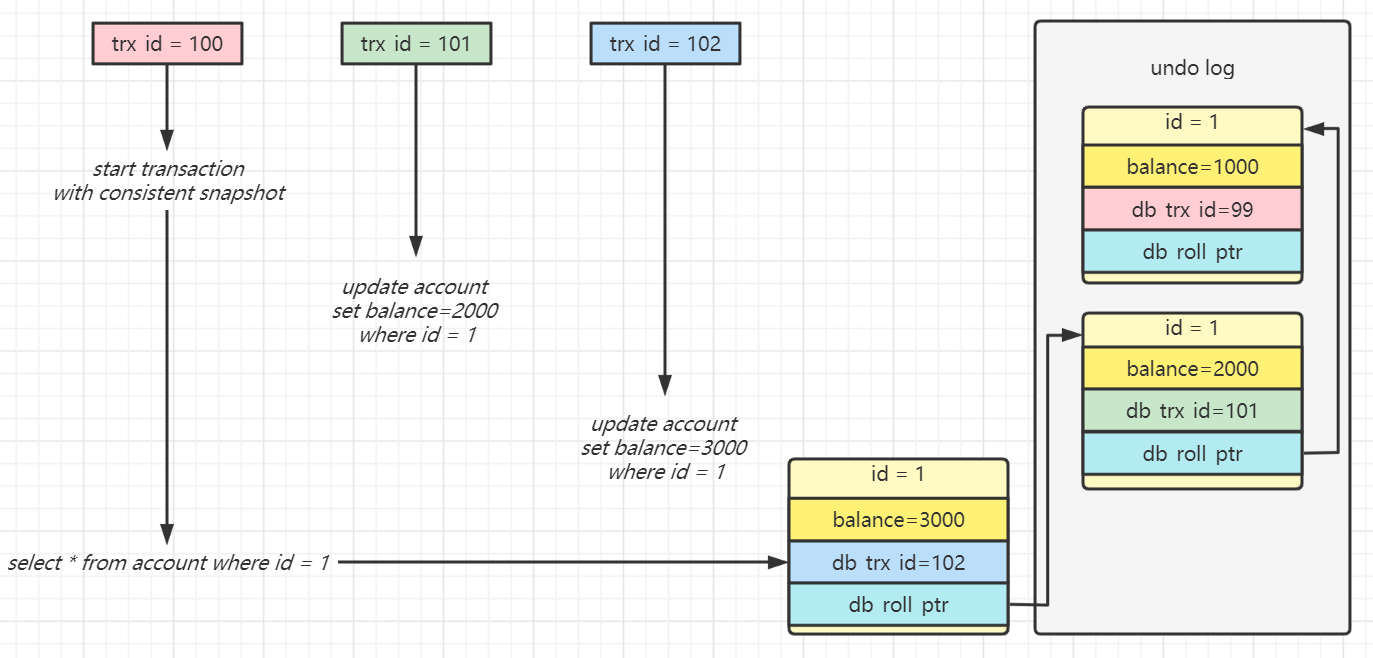 trx id = 100
trx id = 101
trx id = 102
start transaction
with consistent snapshot
update account
set balance=2000
where id = 1
update account
set balance=3000
where id = 1
select * from account where id = 1
id = 1
balance=3000
db trx id=102
db roll ptr
undo log
id = 1
balance=1000
db trx id=99
db roll ptr
id = 1
balance=2000
db trx id=101
db roll ptr